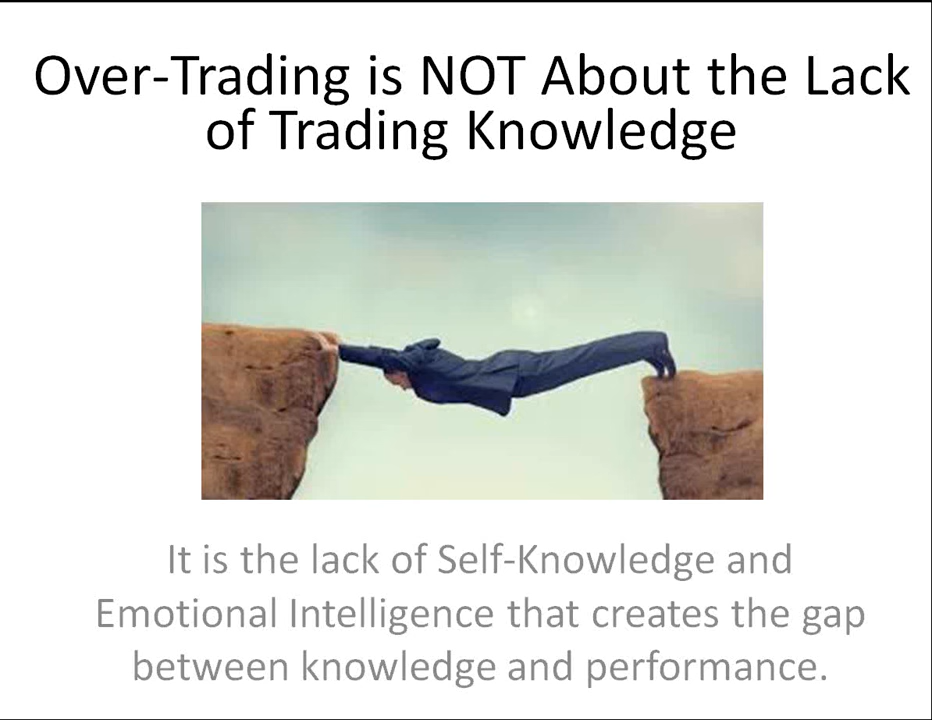 Over-Trading is NOT About the Lack
of Trading Knowledge
It is the lack of Self-Knowledge and
Emotional Intelligence that creates the gap
between knowledge and performance.